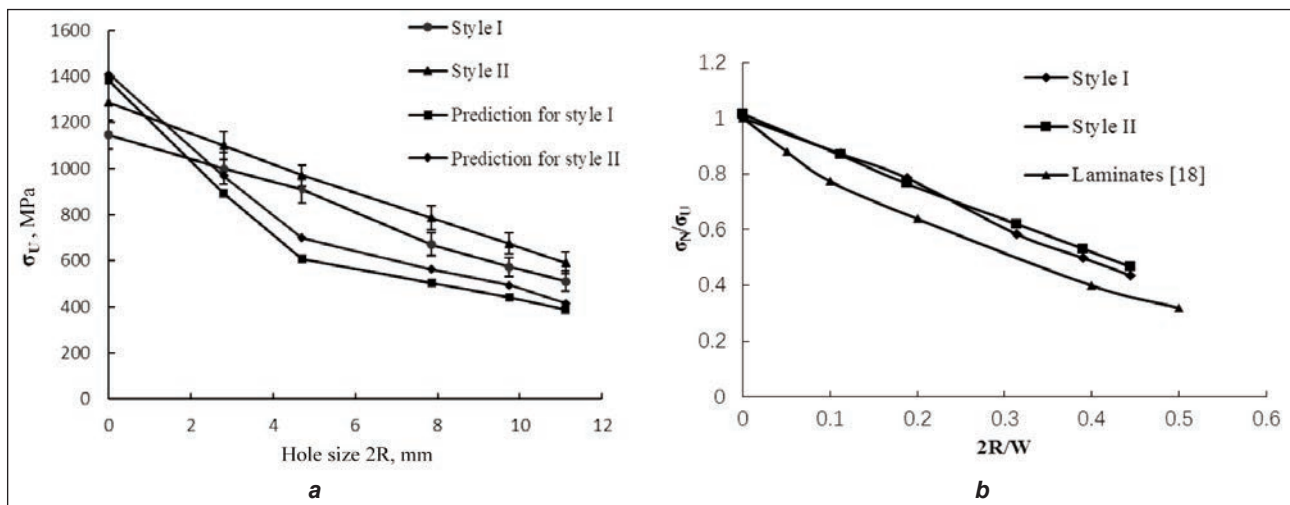 1600
1400
1200
1000
800
600
400
200
0
σU , MPa
0 2 4 6 8 10 12
Hole size 2R, mm
Style I
Style II
Prediction for style I
Prediction for style II
a
1.2
1
0.8
0.6
0.4
0.2
0
σN/σU
0 0.1 0.2 0.3 0.4 0.5 0.6
2R/W
Style I
Style II
Laminates [18]
b